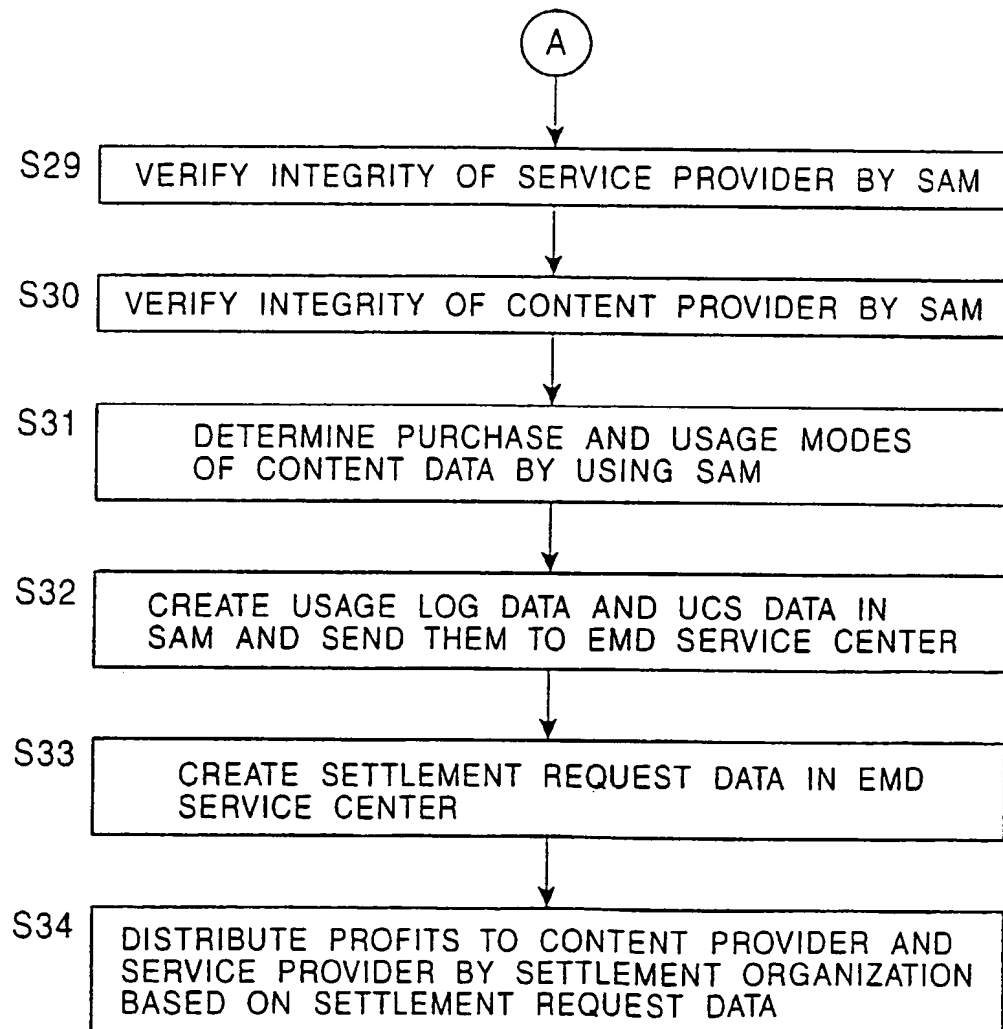 A
S29
VERIFY INTEGRITY OF SERVICE PROVIDER BY SAM
S30
VERIFY INTEGRITY OF CONTENT PROVIDER BY SAM
S31
DETERMINE PURCHASE AND USAGE MODES
OF CONTENT DATA BY USING SAM
S32
CREATE USAGE LOG DATA AND UCS DATA IN
SAM AND SEND THEM TO EMD SERVICE CENTER
S33
CREATE SETTLEMENT REQUEST DATA IN EMD
SERVICE CENTER
S34
DISTRIBUTE PROFITS TO CONTENT PROVIDER AND
SERVICE PROVIDER BY SETTLEMENT ORGANIZATION
BASED ON SETTLEMENT REQUEST DATA